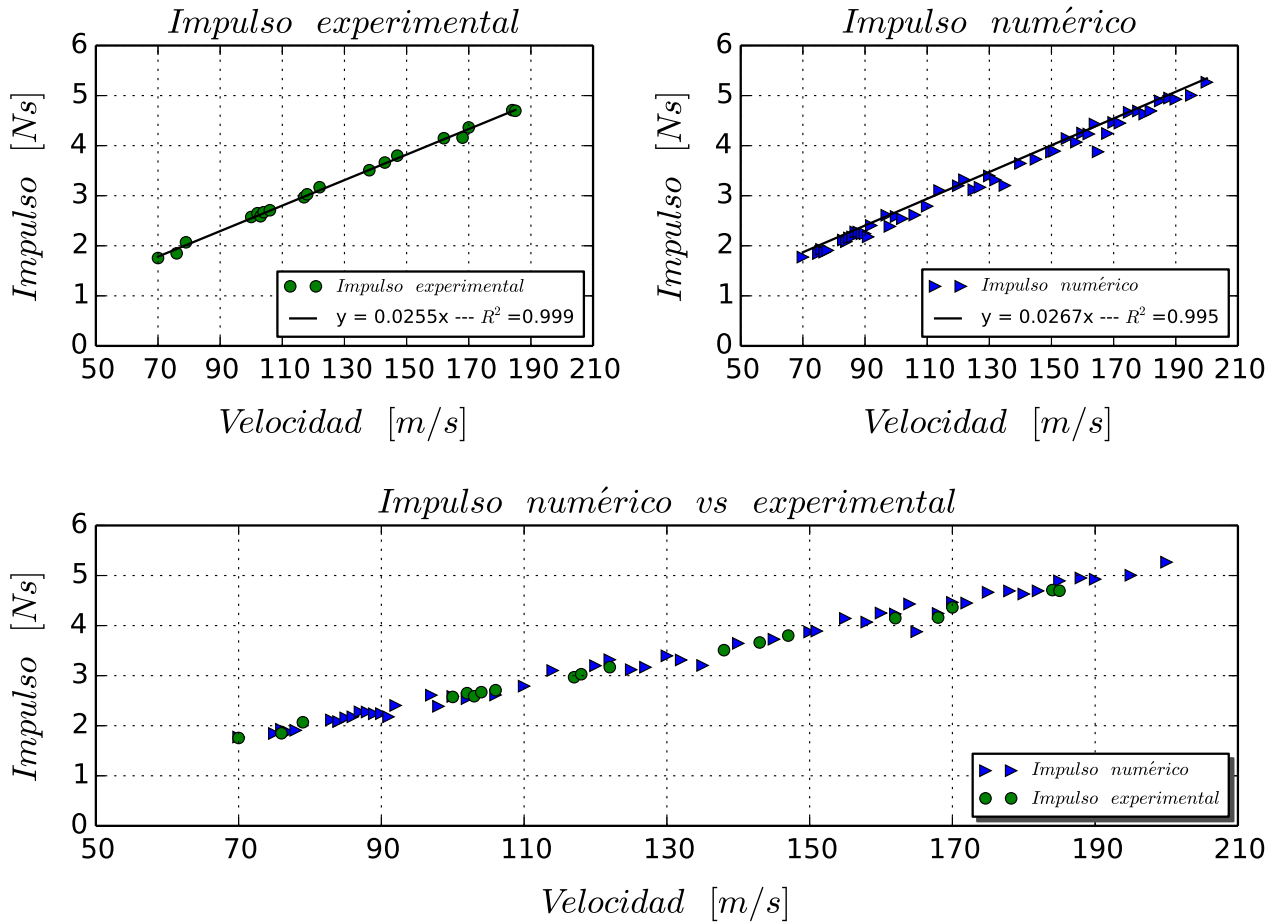 Impulso experimental
6
5
4
3
2
1
0
Impulso [Ns]
50 70 90 110 130 150 170 190 210
Velocidad [m/s]
Impulso experimental
y = 0.0255x --- R² =0.999
Impulso numérico
6
5
4
3
2
1
0
Impulso [Ns]
50 70 90 110 130 150 170 190 210
Velocidad [m/s]
Impulso numérico
y = 0.0267x --- R² =0.995
Impulso numérico vs experimental
6
5
4
3
2
1
0
Impulso [Ns]
50 70 90 110 130 150 170 190 210
Velocidad [m/s]
Impulso numérico
Impulso experimental